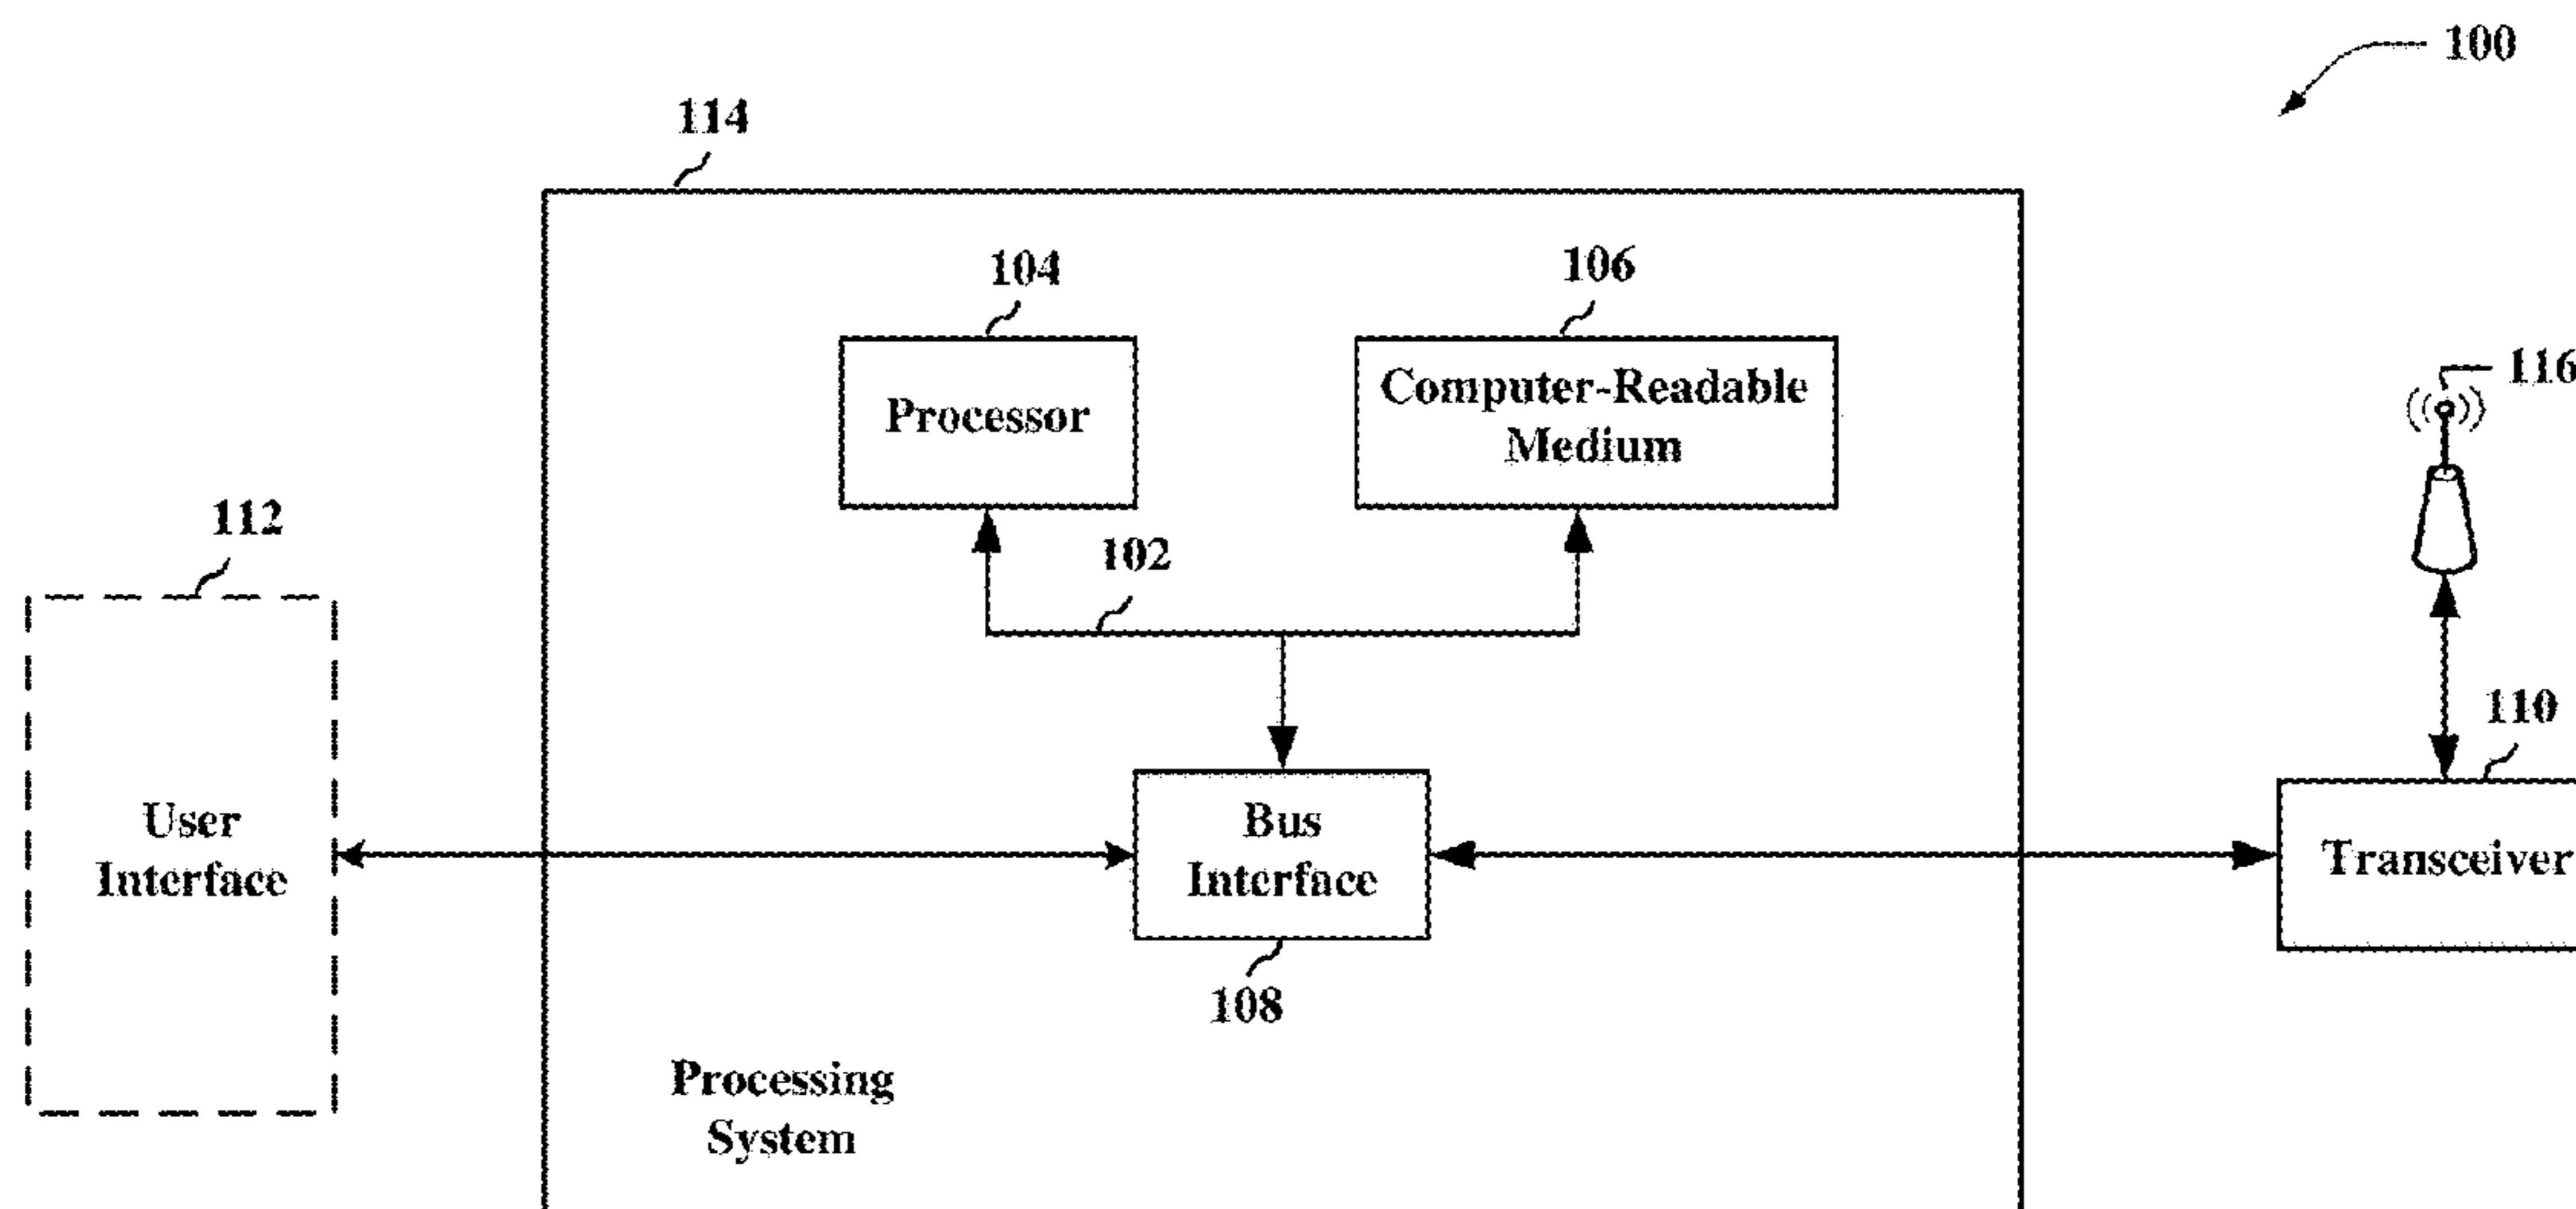 100
114
104
106
116
Processor
Computer-Readable
Medium
112
102
110
User
Interface
Bus
Interface
Transceiver
108
Processing
System